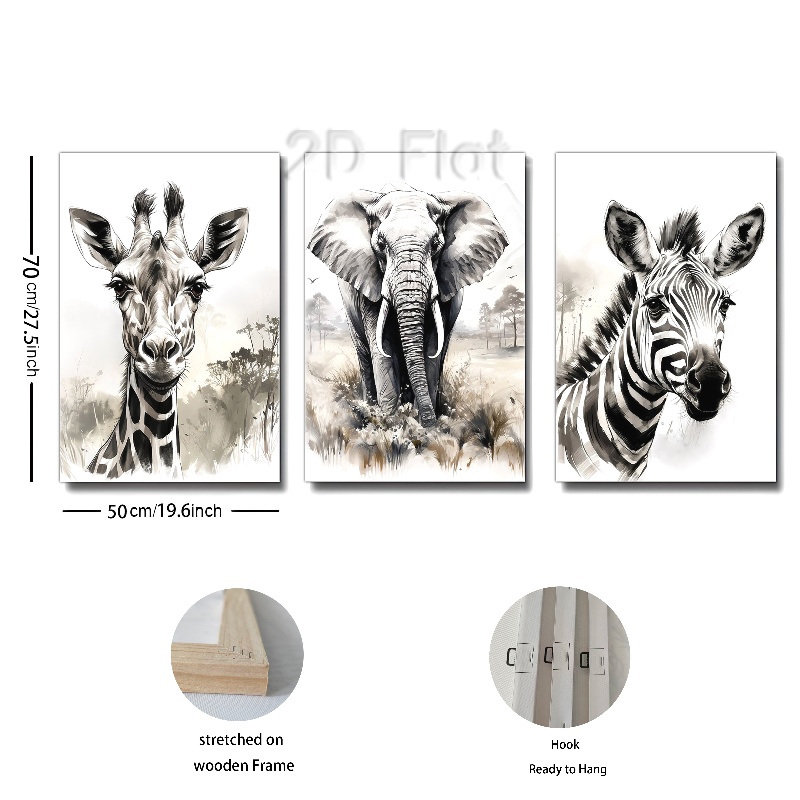 2D Flat
70 cm/27.5inch
50cm/19.6inch
stretched on
wooden Frame
Hook
Ready to Hang